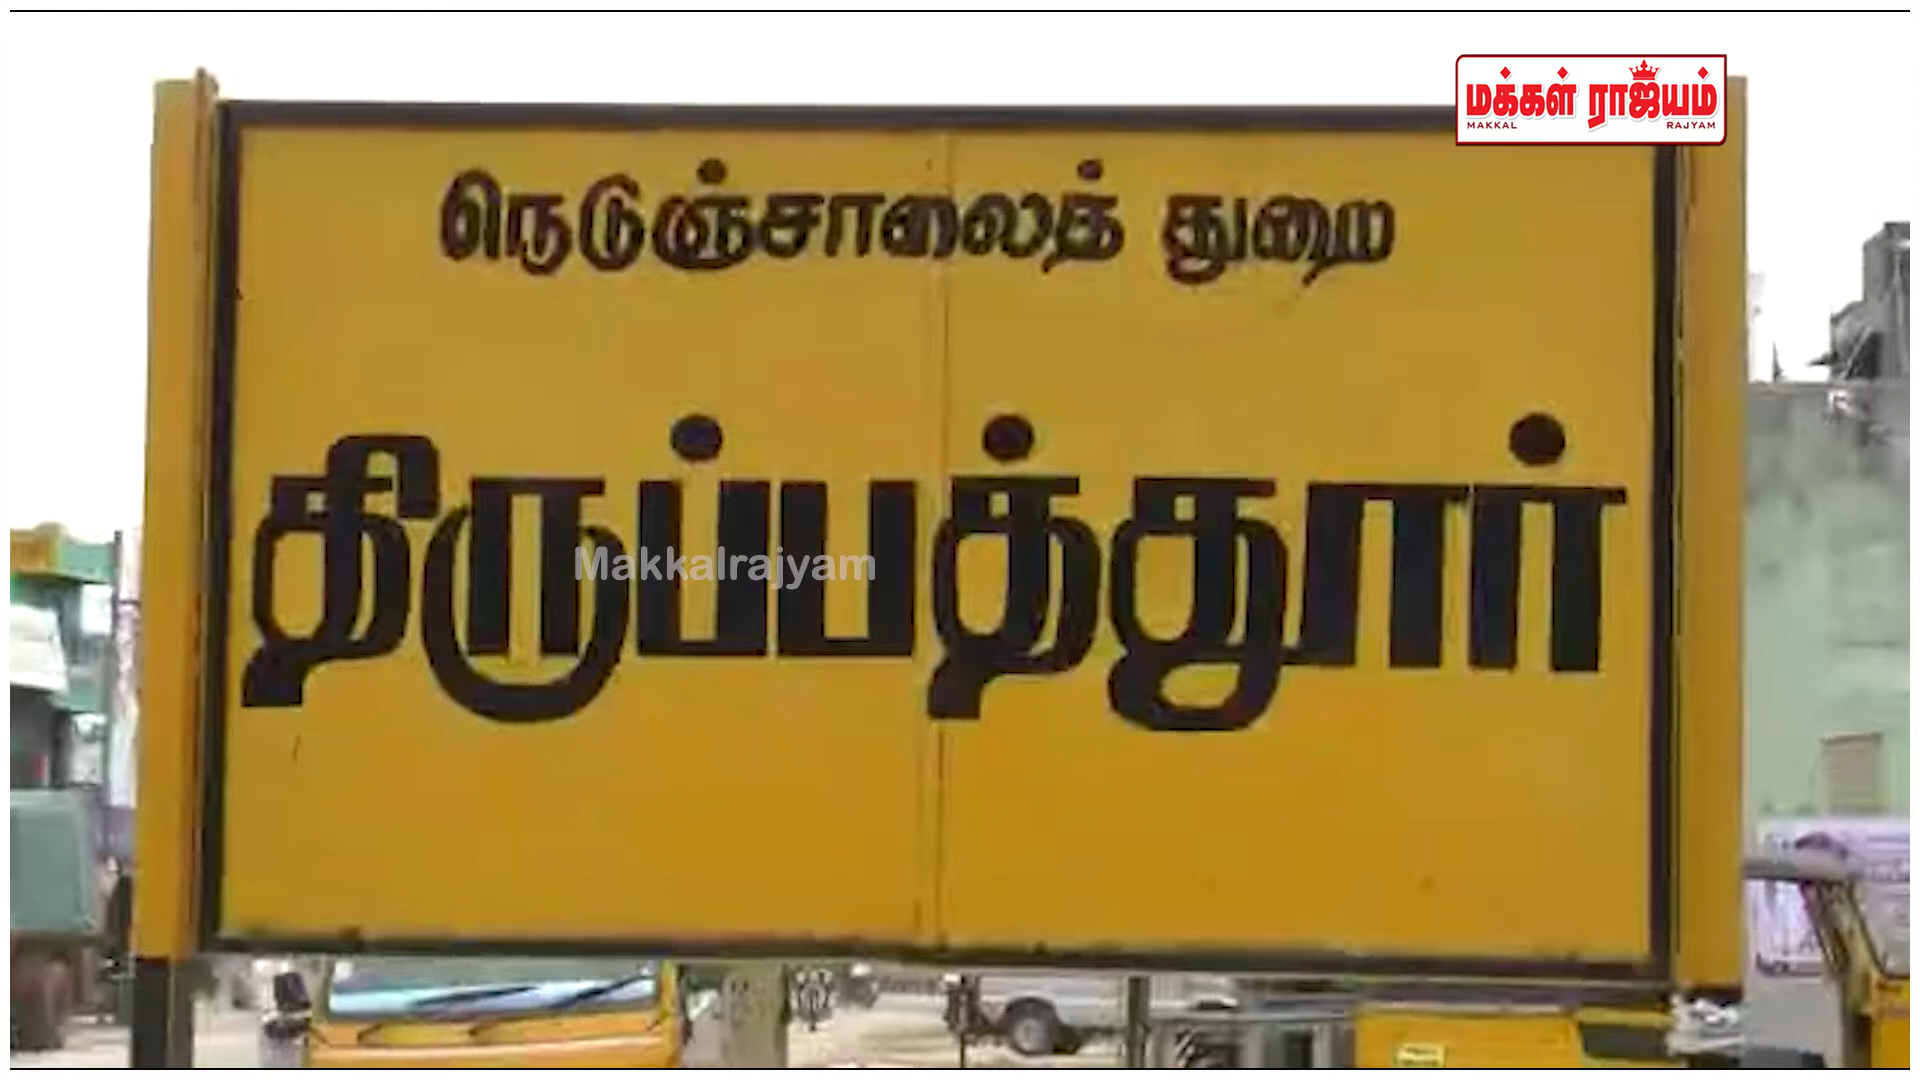 மக்கள் ராஜ்யம்
MAKKAL RAJYAM
நெடுஞ்சாலைத் துறை
திருப்பத்தூர்
Makkalrajyam